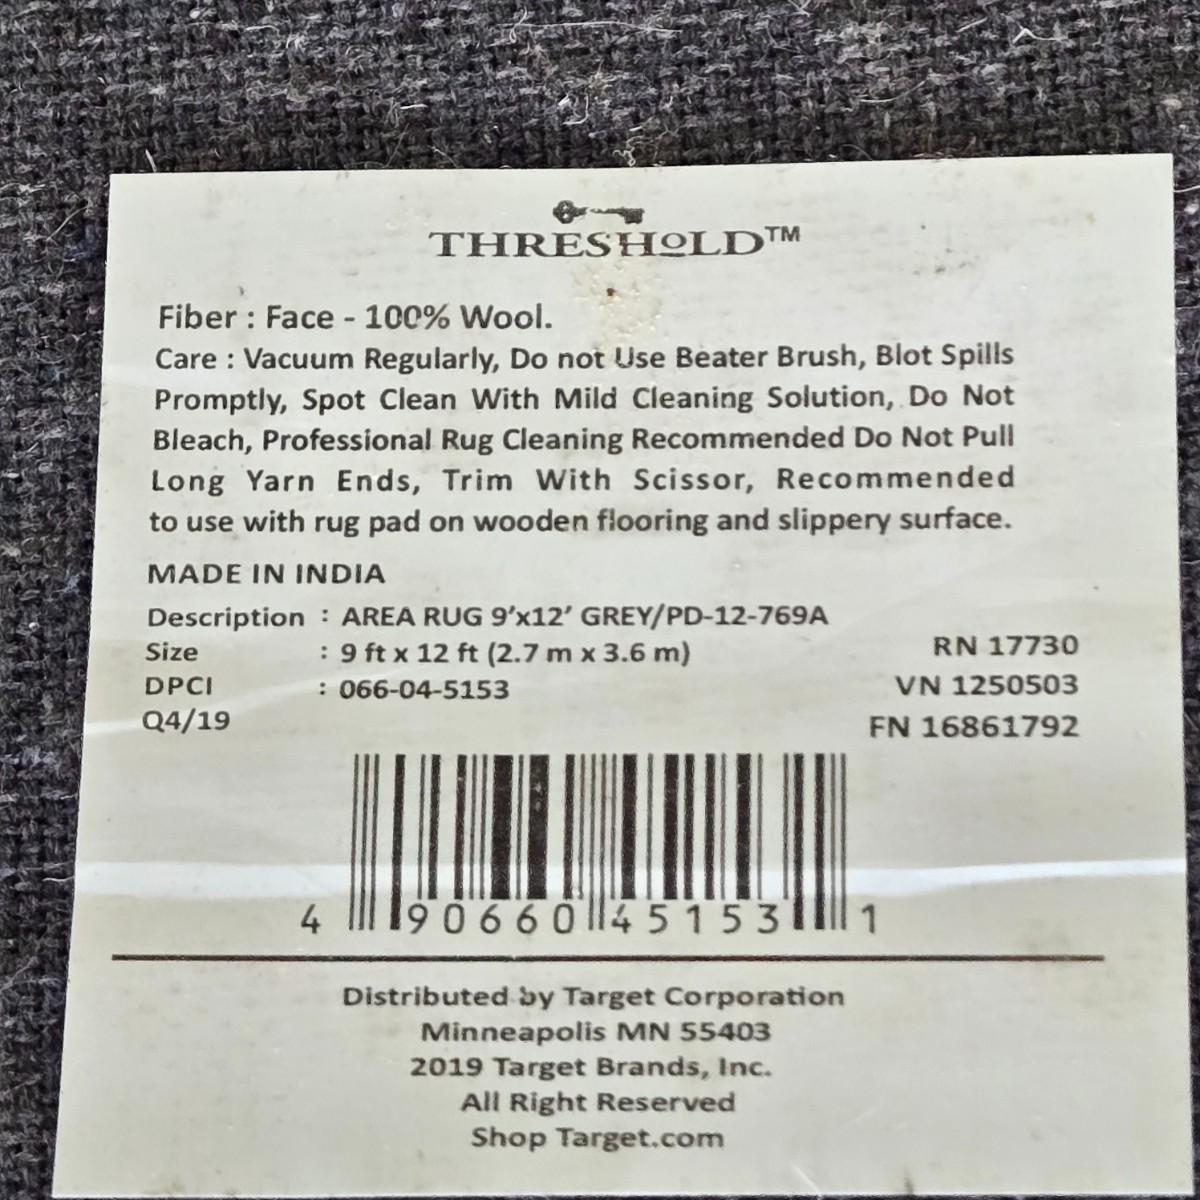 THRESHOLD™
Fiber : Face - 100% Wool.
Care : Vacuum Regularly, Do not Use Beater Brush, Blot Spills
Promptly, Spot Clean With Mild Cleaning Solution, Do Not
Bleach, Professional Rug Cleaning Recommended Do Not Pull
Long Yarn Ends, Trim With Scissor, Recommended
to use with rug pad on wooden flooring and slippery surface.
MADE IN INDIA
Description : AREA RUG 9’x12’ GREY/PD-12-769A
Size : 9 ft x 12 ft (2.7 m x 3.6 m)
RN 17730
DPCI : 066-04-5153
VN 1250503
Q4/19
FN 16861792
4 90660 45153 1
Distributed by Target Corporation
Minneapolis MN 55403
2019 Target Brands, Inc.
All Right Reserved
Shop Target.com